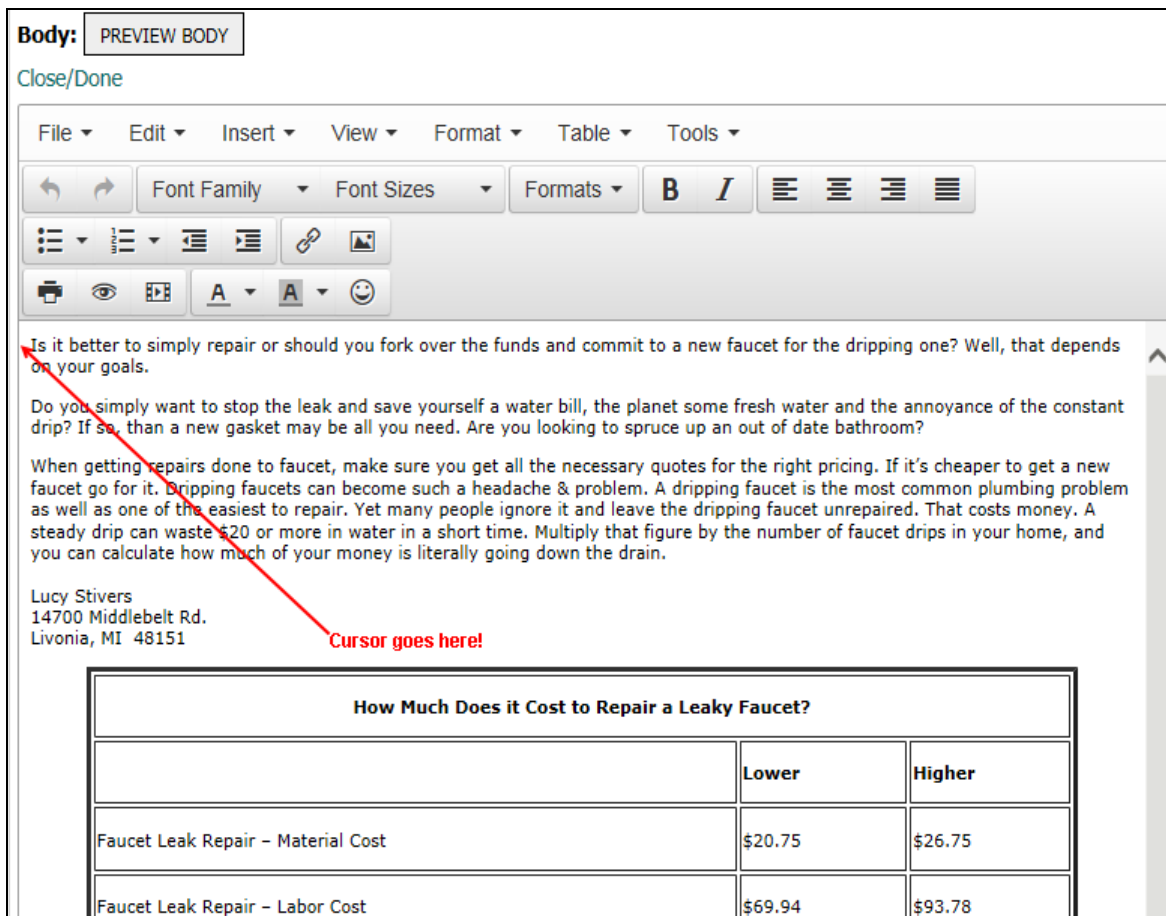 Body: PREVIEW BODY
Close/Done
File Edit Insert View Format Table Tools
Font Family Font Sizes Formats B I
A A
Is it better to simply repair or should you fork over the funds and commit to a new faucet for the dripping one? Well, that depends
on your goals.
Do you simply want to stop the leak and save yourself a water bill, the planet some fresh water and the annoyance of the constant
drip? If so, than a new gasket may be all you need. Are you looking to spruce up an out of date bathroom?
When getting repairs done to faucet, make sure you get all the necessary quotes for the right pricing. If it’s cheaper to get a new
faucet go for it. Dripping faucets can become such a headache & problem. A dripping faucet is the most common plumbing problem
as well as one of the easiest to repair. Yet many people ignore it and leave the dripping faucet unrepaired. That costs money. A
steady drip can waste $20 or more in water in a short time. Multiply that figure by the number of faucet drips in your home, and
you can calculate how much of your money is literally going down the drain.
Lucy Stivers
14700 Middlebelt Rd.
Livonia, MI 48151
Cursor goes here!
How Much Does it Cost to Repair a Leaky Faucet?
Lower Higher
Faucet Leak Repair – Material Cost $20.75 $26.75
Faucet Leak Repair – Labor Cost $69.94 $93.78